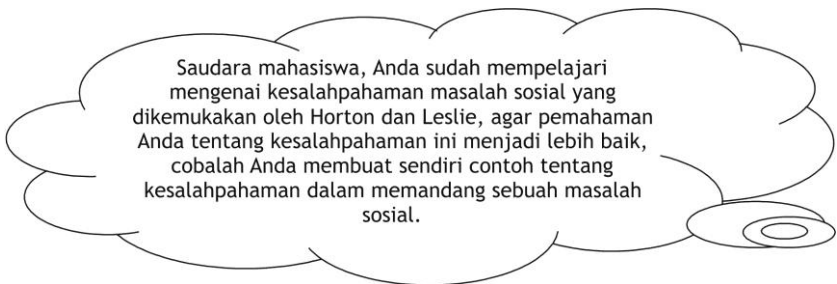 Saudara mahasiswa, Anda sudah mempelajari
mengenai kesalahpahaman masalah sosial yang
dikemukakan oleh Horton dan Leslie, agar pemahaman
Anda tentang kesalahpahaman ini menjadi lebih baik,
cobalah Anda membuat sendiri contoh tentang
kesalahpahaman dalam memandang sebuah masalah
sosial.